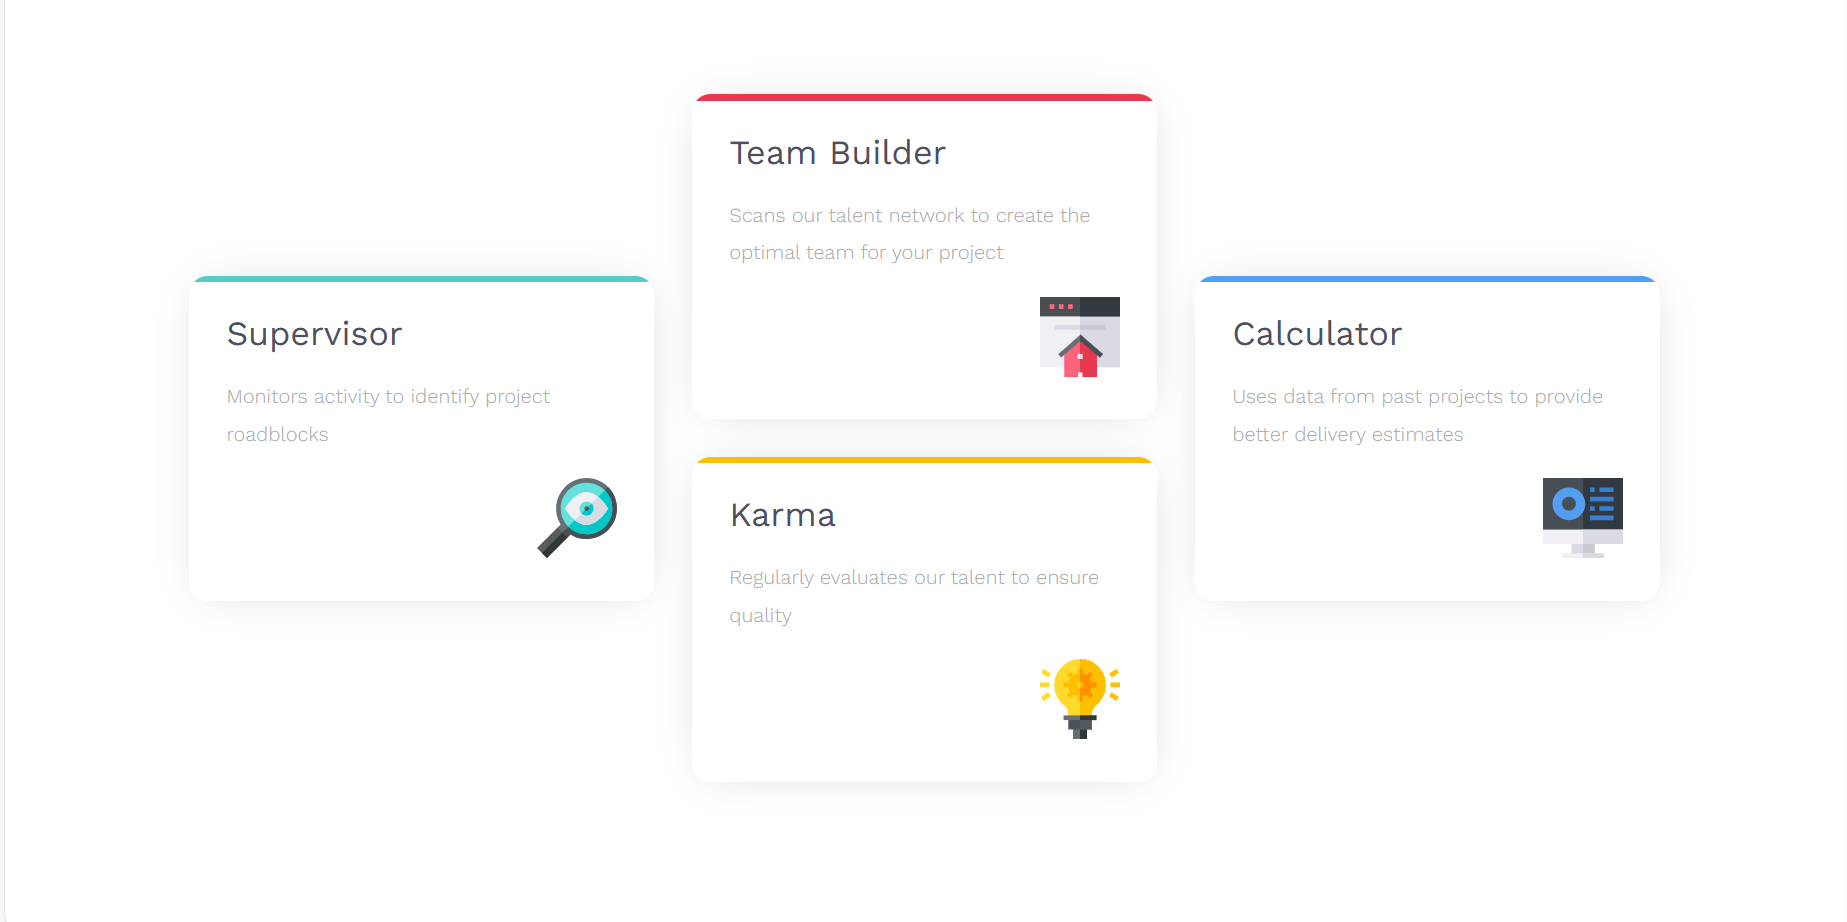 Team Builder
Scans our talent network to create the
optimal team for your project
Supervisor
Monitors activity to identify project
roadblocks
Calculator
Uses data from past projects to provide
better delivery estimates
Karma
Regularly evaluates our talent to ensure
quality